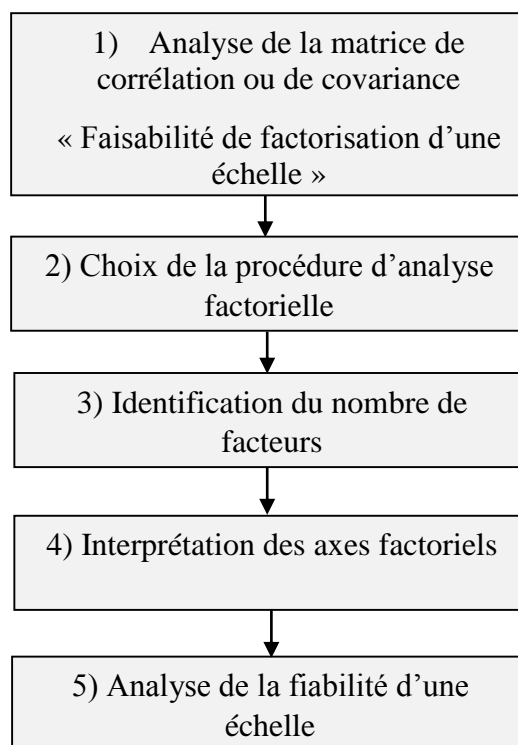 1) Analyse de la matrice de
corrélation ou de covariance
« Faisabilité de factorisation d’une
échelle »
2) Choix de la procédure d’analyse
factorielle
3) Identification du nombre de
facteurs
4) Interprétation des axes factoriels
5) Analyse de la fiabilité d’une
échelle